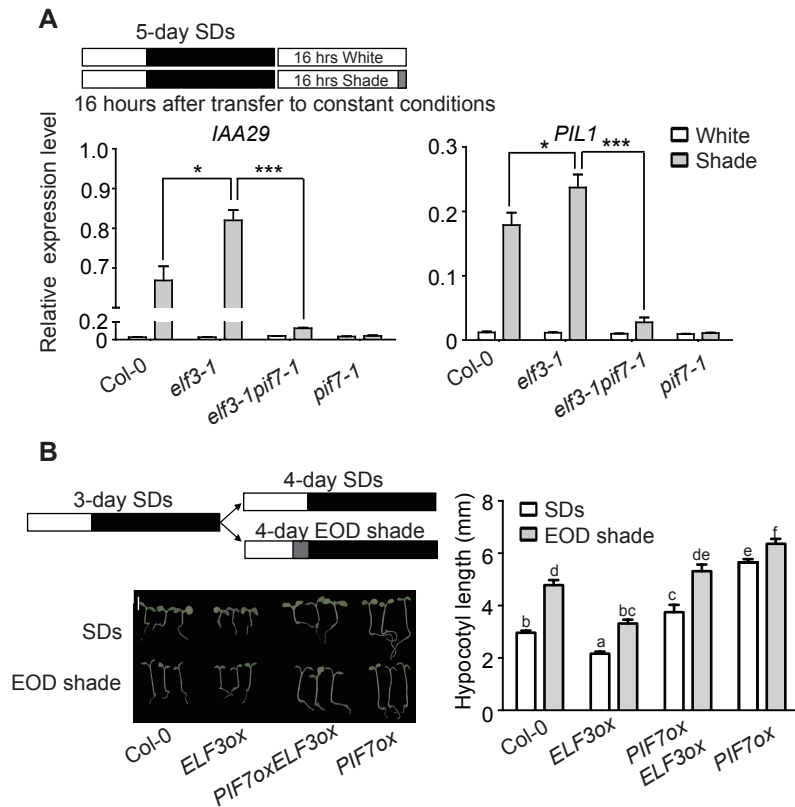 A
5-day SDs
16 hrs White
16 hrs Shade
16 hours after transfer to constant conditions
IAA29
Relative expression level
1.0
0.9
0.8
0.7
0.2
0
*
***
Col-0
elf3-1
elf3-1pif7-1
pif7-1
PIL1
White
Shade
0.3
0.2
0.1
0
*
***
Col-0
elf3-1
elf3-1pif7-1
pif7-1
B
3-day SDs
4-day SDs
4-day EOD shade
SDs
EOD shade
Col-0
ELF3ox
PIF7oxELF3ox
PIF7ox
SDs
EOD shade
Hypocotyl length (mm)
8
6
4
2
0
b
d
a
bc
c
de
e
f
Col-0
ELF3ox
PIF7ox
ELF3ox
PIF7ox